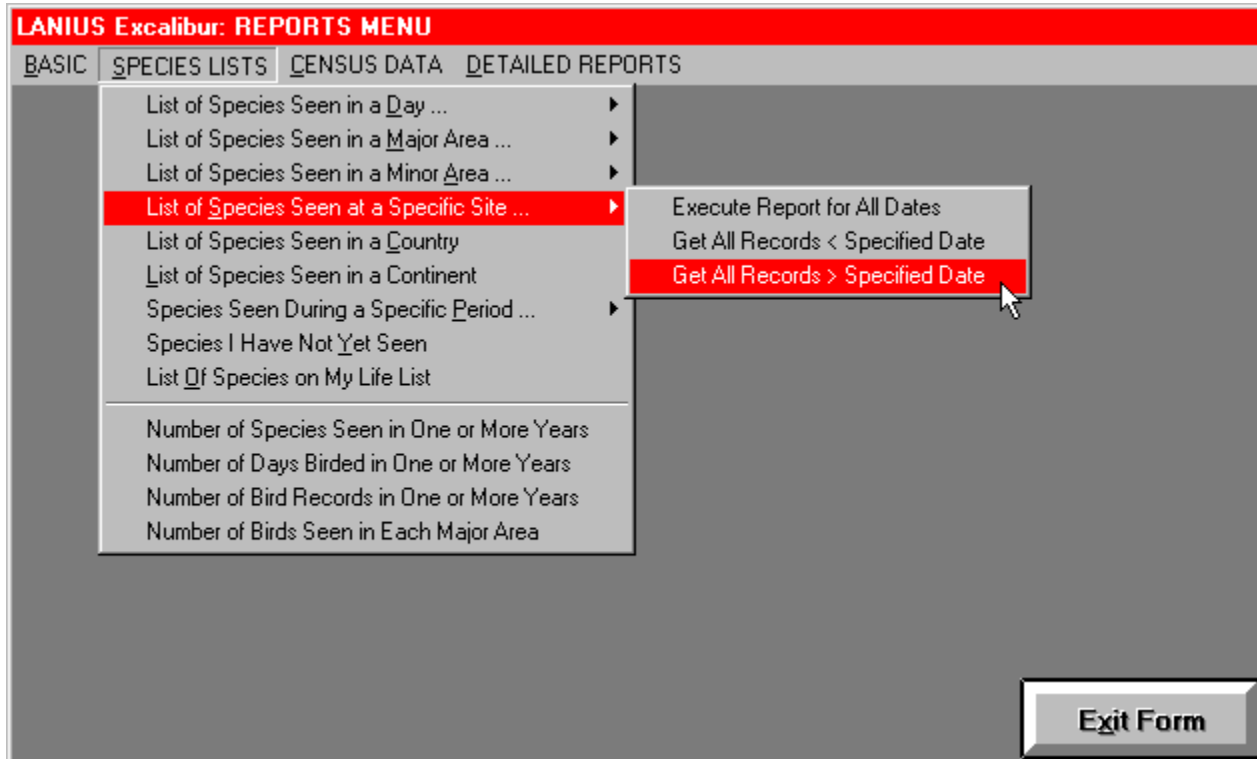 LANIUS Excalibur: REPORTS MENU
BASIC SPECIES LISTS CENSUS DATA DETAILED REPORTS
List of Species Seen in a Day ...
List of Species Seen in a Major Area ...
List of Species Seen in a Minor Area ...
List of Species Seen at a Specific Site ...
List of Species Seen in a Country
List of Species Seen in a Continent
Species Seen During a Specific Period ...
Species I Have Not Yet Seen
List Of Species on My Life List
Number of Species Seen in One or More Years
Number of Days Birded in One or More Years
Number of Bird Records in One or More Years
Number of Birds Seen in Each Major Area
Execute Report for All Dates
Get All Records < Specified Date
Get All Records > Specified Date
Exit Form